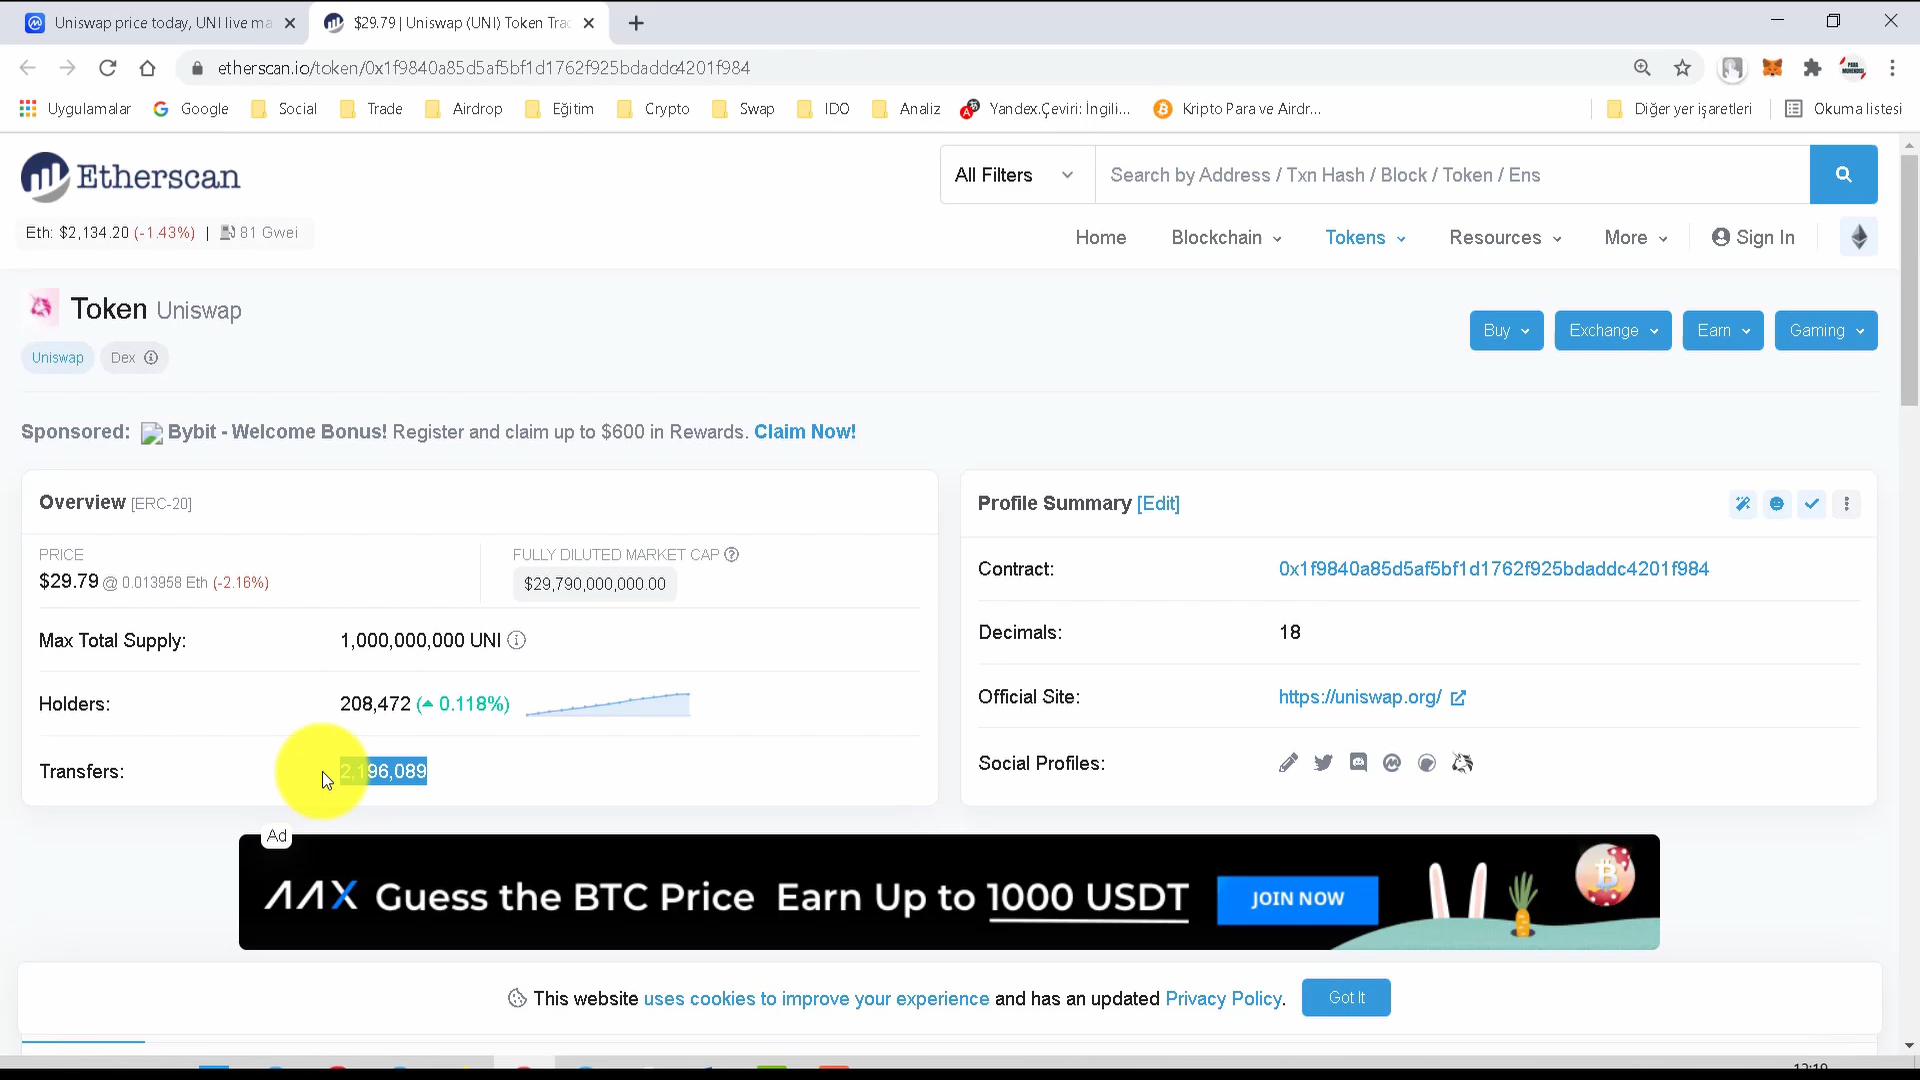 Uniswap price today, UNI live ma
$29.79 | Uniswap (UNI) Token Trac
etherscan.io/token/0x1f9840a85d5af5bf1d1762f925bdaddc4201f984
Uygulamalar Google Social Trade Airdrop Eğitim Crypto Swap IDO Analiz Yandex.Çeviri: İngili... Kripto Para ve Airdr... Diğer yer işaretleri Okuma listesi
Etherscan
All Filters
Search by Address / Txn Hash / Block / Token / Ens
Eth: $2,134.20 (-1.43%) | 81 Gwei
Home Blockchain Tokens Resources More Sign In
Token Uniswap
Buy Exchange Earn Gaming
Uniswap Dex
Sponsored: Bybit - Welcome Bonus! Register and claim up to $600 in Rewards. Claim Now!
Overview [ERC-20]
PRICE
$29.79 @ 0.013958 Eth (-2.16%)
FULLY DILUTED MARKET CAP
$29,790,000,000.00
Max Total Supply: 1,000,000,000 UNI
Holders: 208,472 (0.118%)
Transfers: 2,196,089
Profile Summary [Edit]
Contract: 0x1f9840a85d5af5bf1d1762f925bdaddc4201f984
Decimals: 18
Official Site: https://uniswap.org/
Social Profiles:
Ad
AAX Guess the BTC Price Earn Up to 1000 USDT JOIN NOW
This website uses cookies to improve your experience and has an updated Privacy Policy. Got It